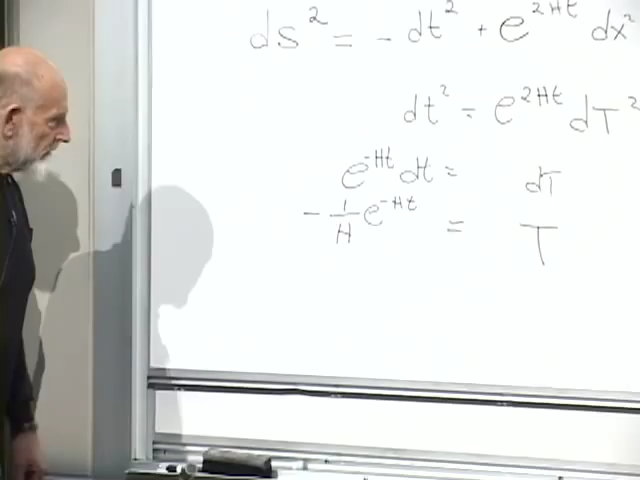 ds² = - dt² + e^{2Ht} dx²
dt² = e^{2Ht} dT²
e^{-Ht} dt = dT
- 1/H e^{-Ht} = T